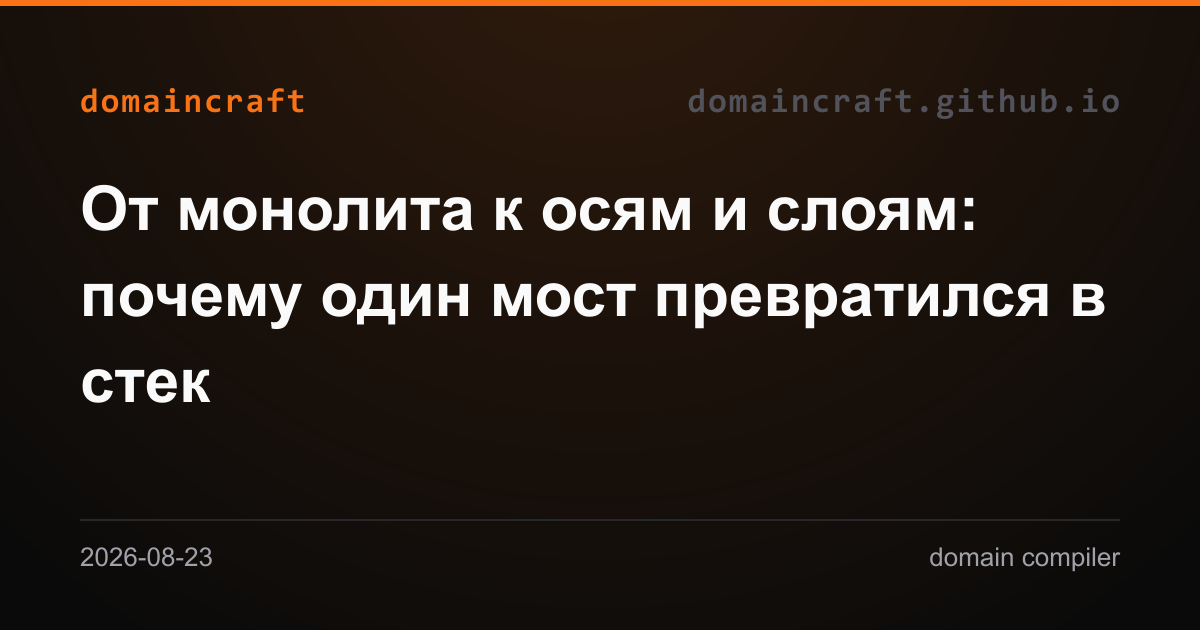 domaincraft
domaincraft.github.io
От монолита к осям и слоям:
почему один мост превратился в
стек
2026-08-23
domain compiler